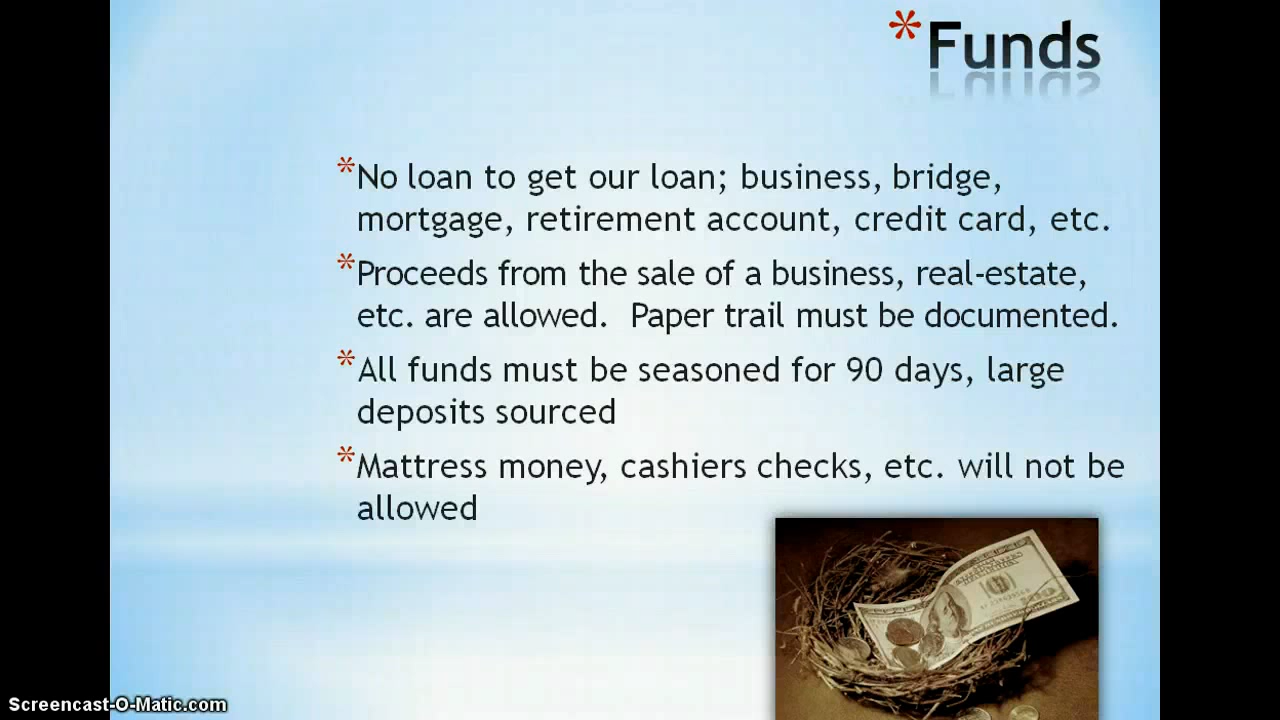 *Funds
*No loan to get our loan; business, bridge,
mortgage, retirement account, credit card, etc.
*Proceeds from the sale of a business, real-estate,
etc. are allowed.  Paper trail must be documented.
*All funds must be seasoned for 90 days, large
deposits sourced
*Mattress money, cashiers checks, etc. will not be
allowed
Screencast-O-Matic.com